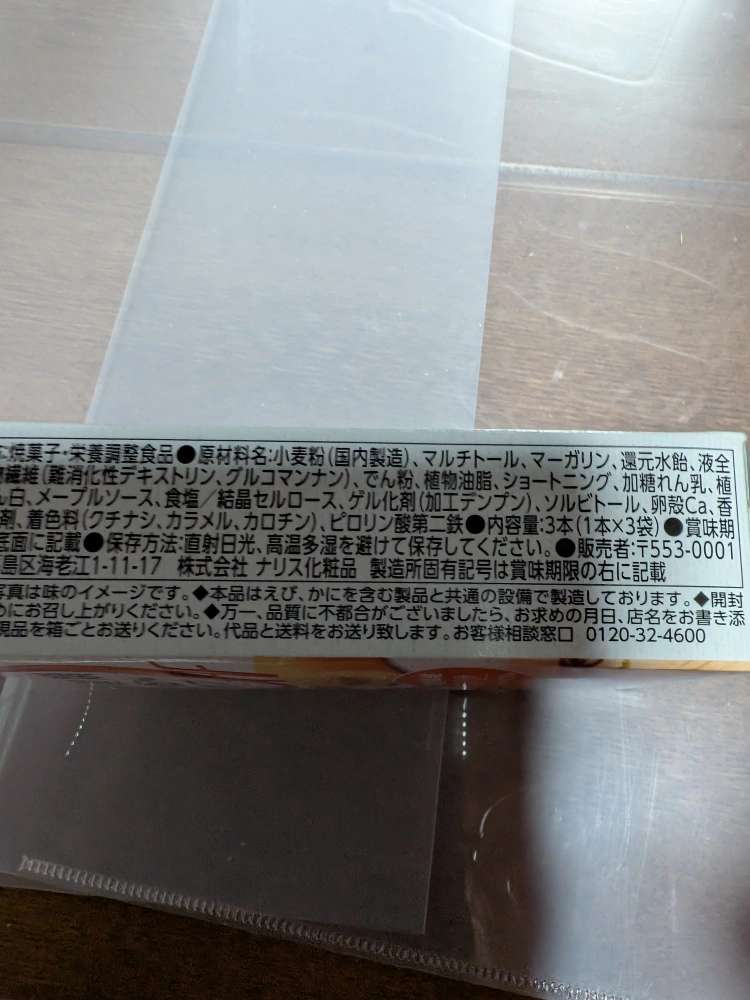 焼菓子・栄養調整食品●原材料名:小麦粉(国内製造)、マルチトール、マーガリン、還元水飴、液全
繊維(難消化性デキストリン、グルコマンナン)、でん粉、植物油脂、ショートニング、加糖れん乳、植
ん白、メープルソース、食塩/結晶セルロース、ゲル化剤(加工デンプン)、ソルビトール、卵殻Ca、香
剤、着色料(クチナシ、カラメル、カロチン)、ピロリン酸第二鉄●内容量:3本(1本×3袋)●賞味期
底面に記載●保存方法:直射日光、高温多湿を避けて保存してください。●販売者:〒553-0001
島区海老江1-11-17 株式会社 ナリス化粧品 製造所固有記号は賞味期限の右に記載
写真は味のイメージです。◆本品はえび、かにを含む製品と共通の設備で製造しております。◆開封
めにお召し上がりください。◆万一、品質に不都合がございましたら、お求めの月日、店名をお書き添
現品を箱ごとお送りください。代品と送料をお送り致します。お客様相談窓口 0120-32-4600